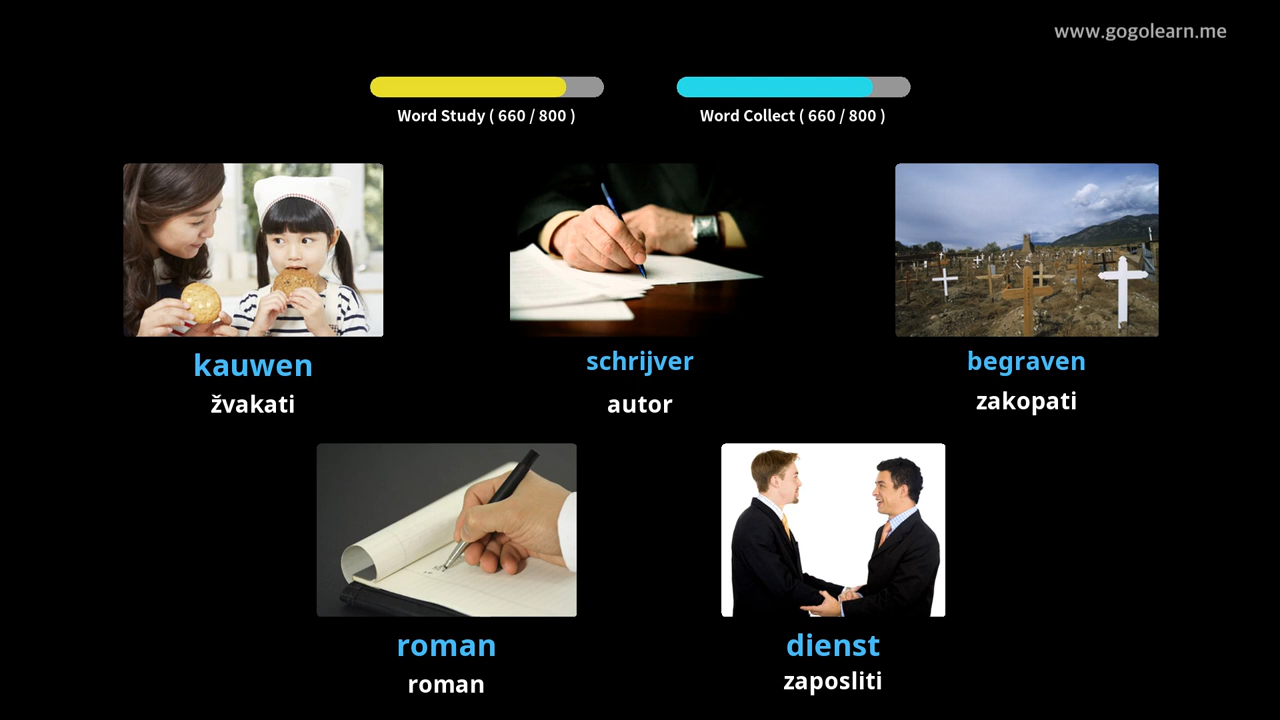 www.gogolearn.me
Word Study ( 660 / 800 )
Word Collect ( 660 / 800 )
kauwen
žvakati
schrijver
autor
begraven
zakopati
roman
roman
dienst
zaposliti